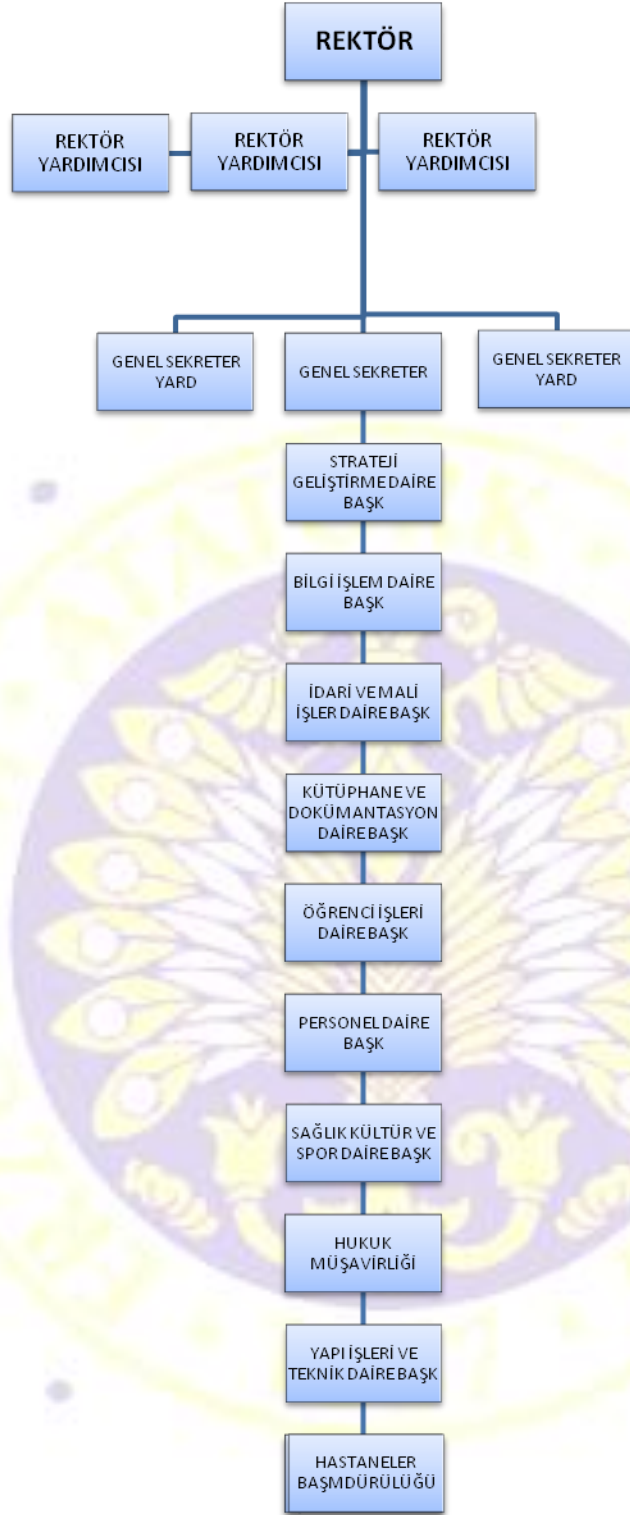 REKTÖR
REKTÖR
YARDIMCISI
REKTÖR
YARDIMCISI
REKTÖR
YARDIMCISI
GENEL SEKRETER
YARD
GENEL SEKRETER
GENEL SEKRETER
YARD
STRATEJİ
GELİŞTİRME DAİRE
BAŞK
BİLGİ İŞLEM DAİRE
BAŞK
İDARİ VE MALİ
İŞLER DAİRE BAŞK
KÜTÜPHANE VE
DOKÜMANTASYON
DAİRE BAŞK
ÖĞRENCİ İŞLERİ
DAİRE BAŞK
PERSONEL DAİRE
BAŞK
SAĞLIK KÜLTÜR VE
SPOR DAİRE BAŞK
HUKUK
MÜŞAVİRLİĞİ
YAPI İŞLERİ VE
TEKNİK DAİRE BAŞK
HASTANELER
BAŞMDÜRÜLÜĞÜ